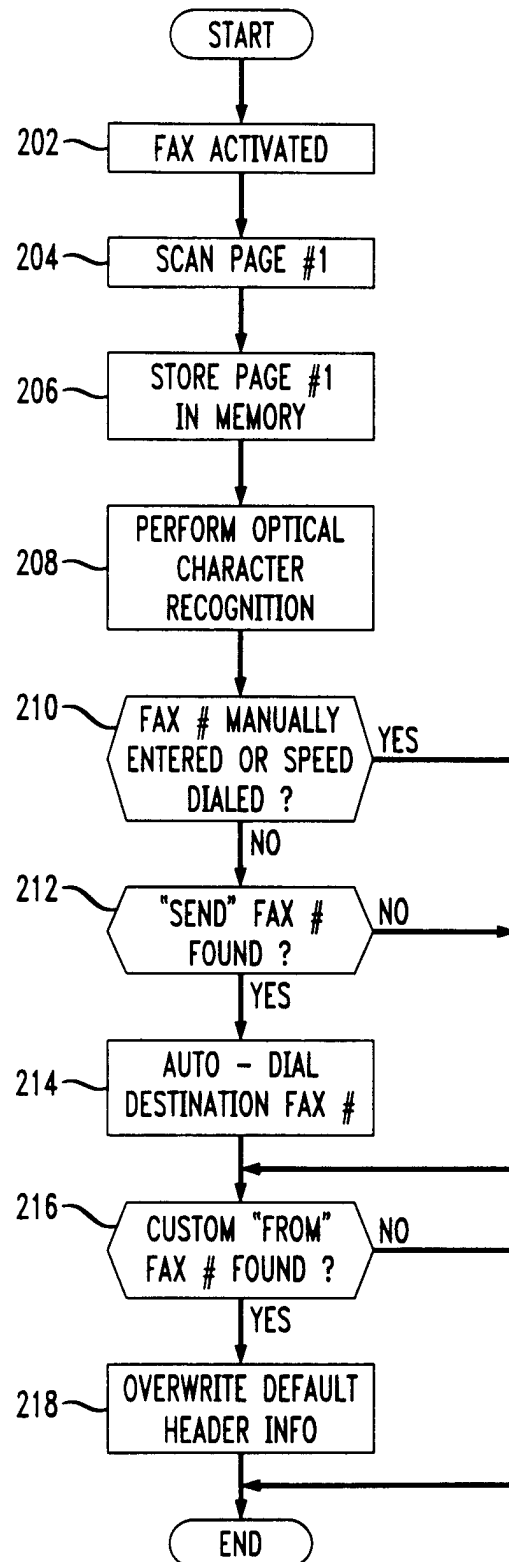 START
202
FAX ACTIVATED
204
SCAN PAGE #1
206
STORE PAGE #1
IN MEMORY
208
PERFORM OPTICAL
CHARACTER
RECOGNITION
210
FAX # MANUALLY
ENTERED OR SPEED
DIALED ?
YES
NO
212
"SEND" FAX #
FOUND ?
NO
YES
214
AUTO - DIAL
DESTINATION FAX #
216
CUSTOM "FROM"
FAX # FOUND ?
NO
YES
218
OVERWRITE DEFAULT
HEADER INFO
END